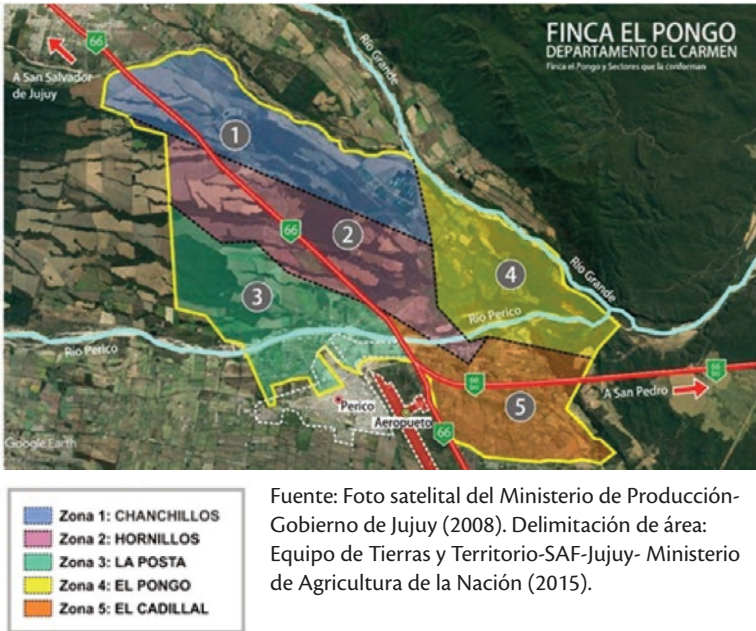 FINCA EL PONGO
DEPARTAMENTO EL CARMEN
Finca el Pongo y Sectores que la conforman
66
A San Salvador
de Jujuy
Río Grande
1
2
66
3
4
Río Grande
Río Perico
Río Perico
66
A San Pedro
66
Perico
Aeropueto
5
66
Google Earth
Zona 1: CHANCHILLOS
Zona 2: HORNILLOS
Zona 3: LA POSTA
Zona 4: EL PONGO
Zona 5: EL CADILLAL
Fuente: Foto satelital del Ministerio de Producción-
Gobierno de Jujuy (2008). Delimitación de área:
Equipo de Tierras y Territorio-SAF-Jujuy- Ministerio
de Agricultura de la Nación (2015).